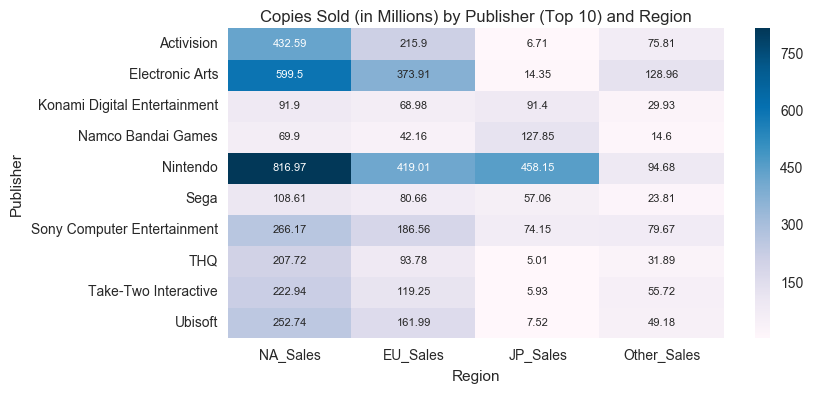 Copies Sold (in Millions) by Publisher (Top 10) and Region
Publisher
Activision 432.59 215.9 6.71 75.81
Electronic Arts 599.5 373.91 14.35 128.96
Konami Digital Entertainment 91.9 68.98 91.4 29.93
Namco Bandai Games 69.9 42.16 127.85 14.6
Nintendo 816.97 419.01 458.15 94.68
Sega 108.61 80.66 57.06 23.81
Sony Computer Entertainment 266.17 186.56 74.15 79.67
THQ 207.72 93.78 5.01 31.89
Take-Two Interactive 222.94 119.25 5.93 55.72
Ubisoft 252.74 161.99 7.52 49.18
NA_Sales EU_Sales JP_Sales Other_Sales
Region
750
600
450
300
150